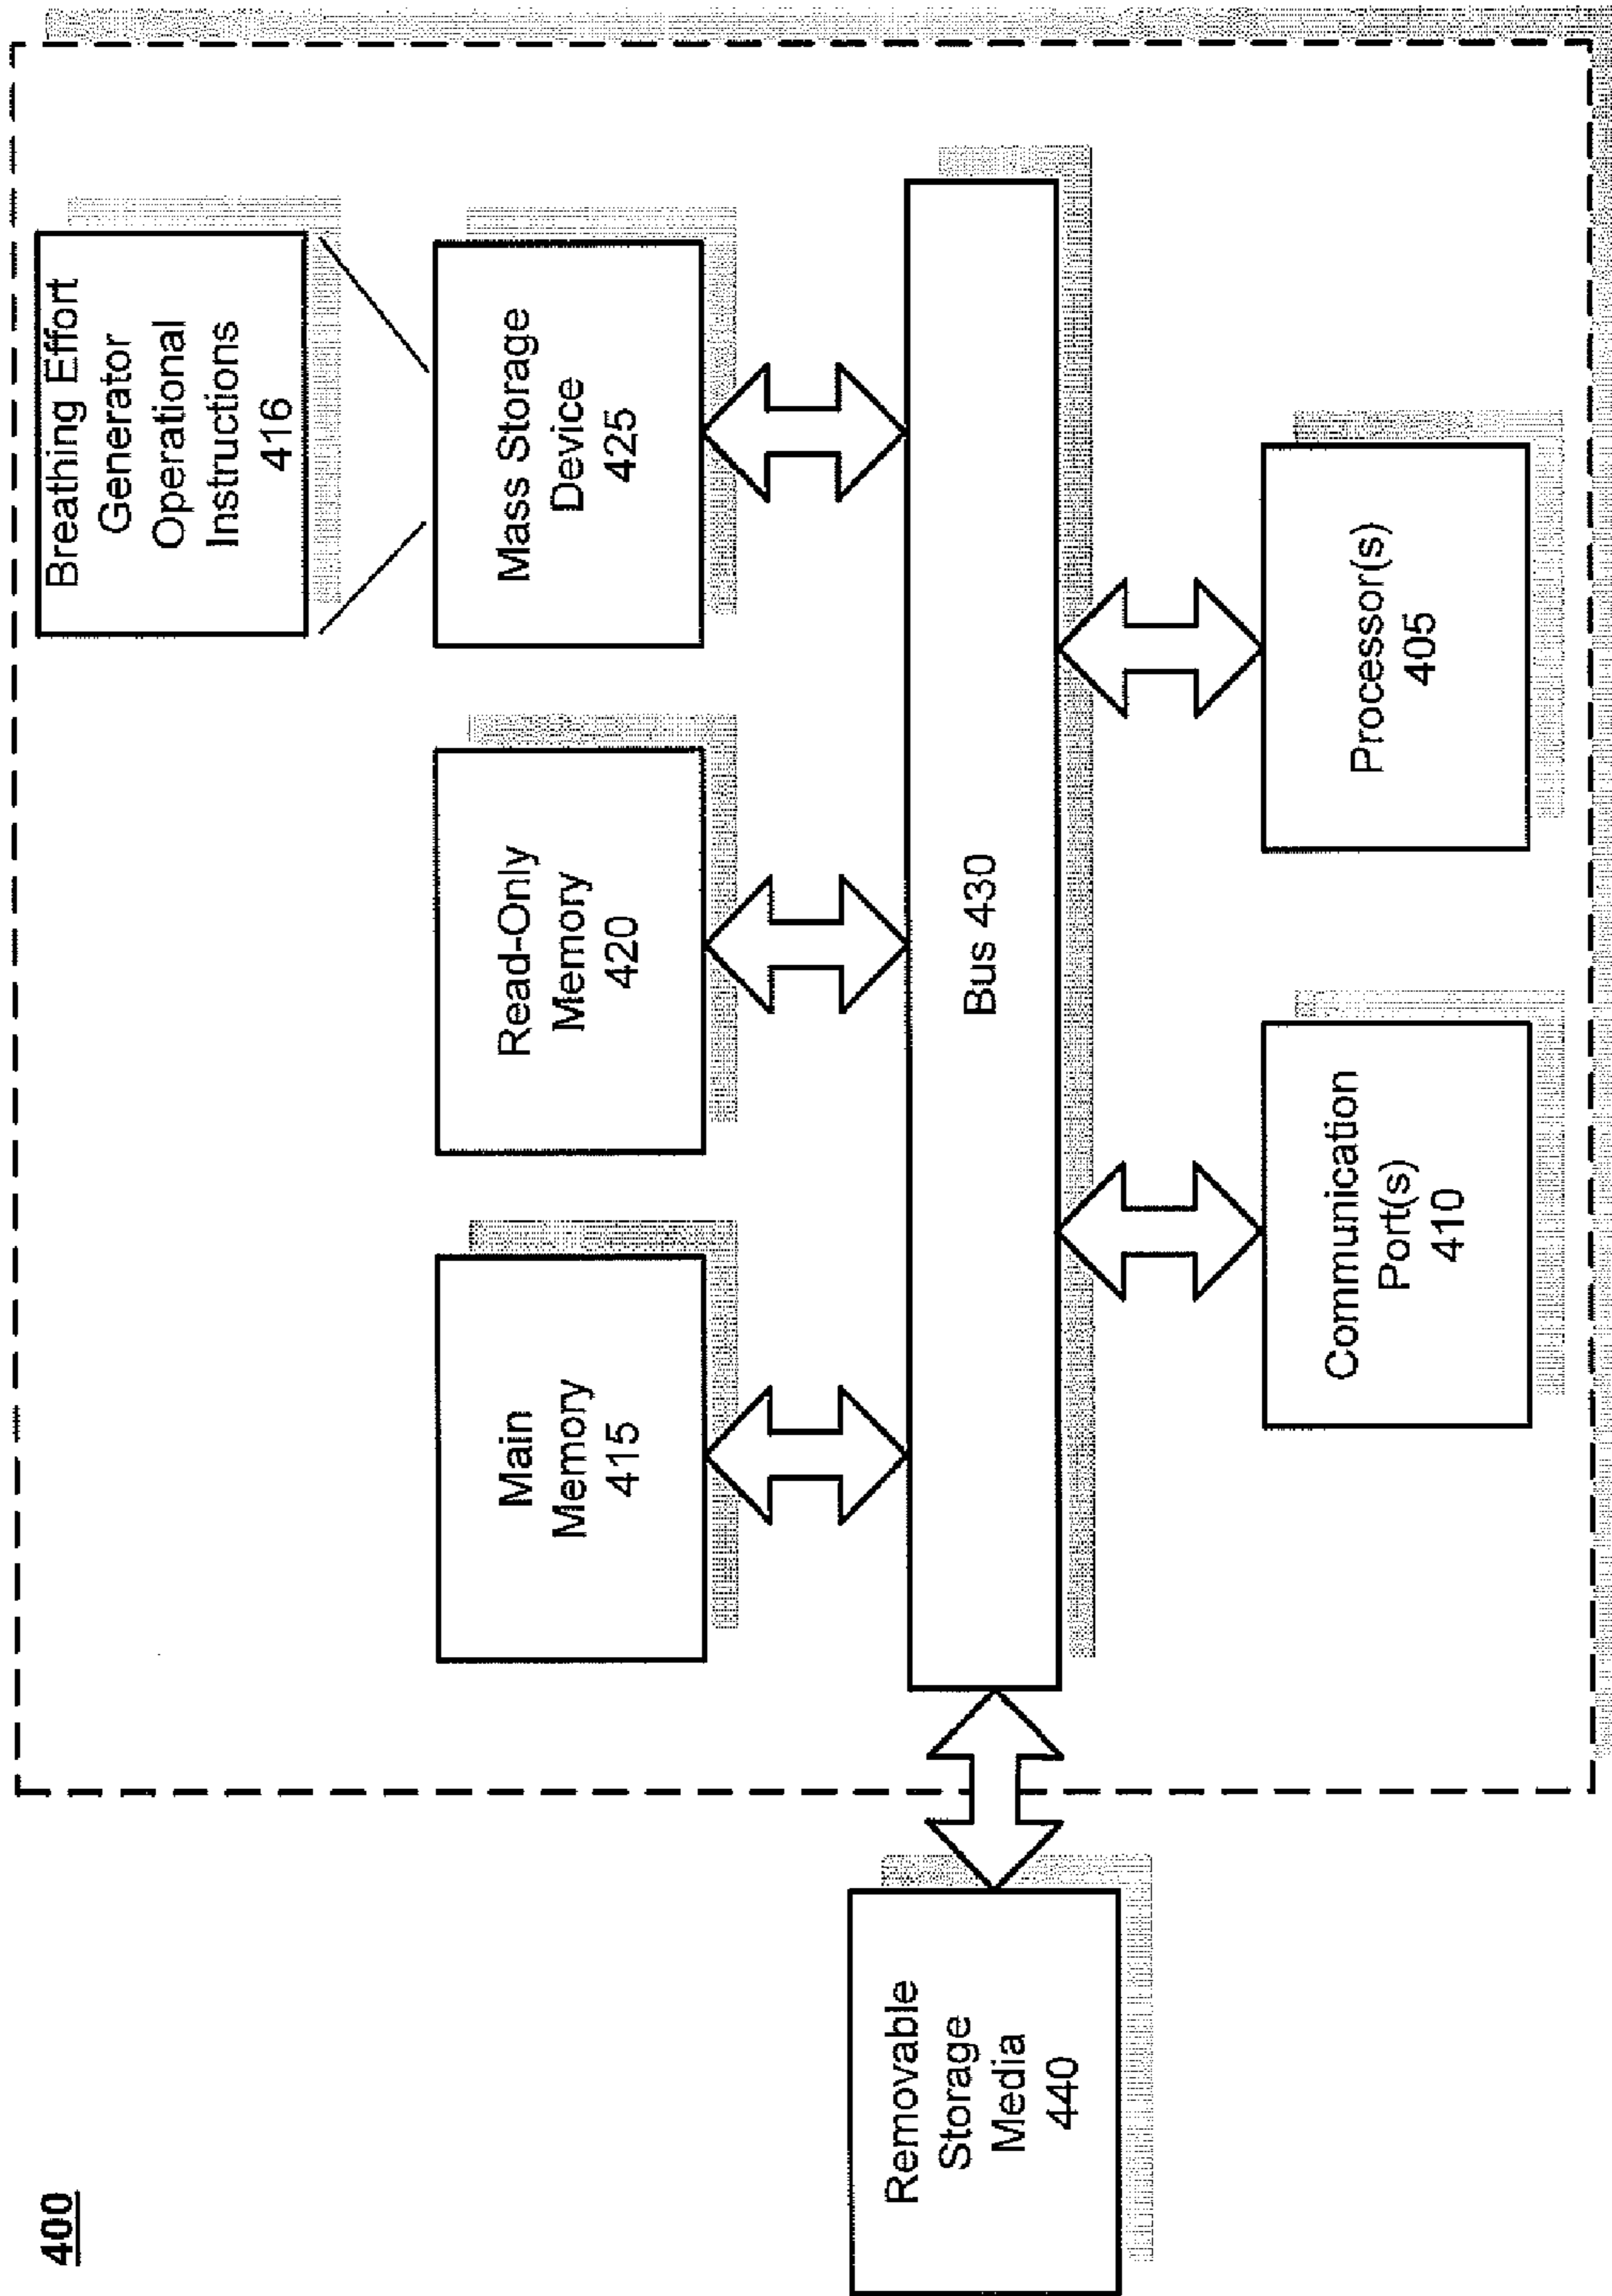 400
Breathing Effort
Generator
Operational
Instructions
416
Main
Memory
415
Read-Only
Memory
420
Mass Storage
Device
425
Removable
Storage
Media
440
Bus 430
Communication
Port(s)
410
Processor(s)
405